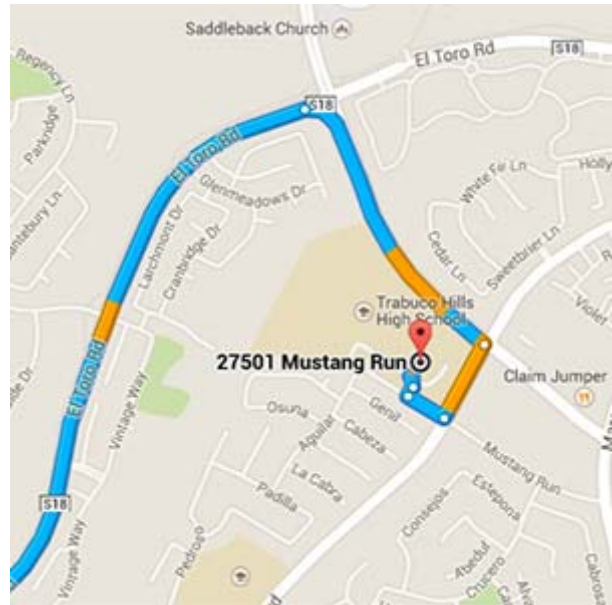 Saddleback Church
El Toro Rd
S18
S18
Regency Ln
Parkridge
El Toro Rd
Glenmeadows Dr
White Fir Ln
Holly
Larchmont Dr
Cranbridge Dr
Cedar Ln
Sweetbrier Ln
Violet
Trabuco Hills
High School
27501 Mustang Run
Claim Jumper
El Toro Rd
Vintage Way
Osuna
Aguilar
Genil
Cabeza
La Cabra
Padilla
Pedroso
Mustang Run
Consejos
Estepona
S18
Vintage Way
Crucero